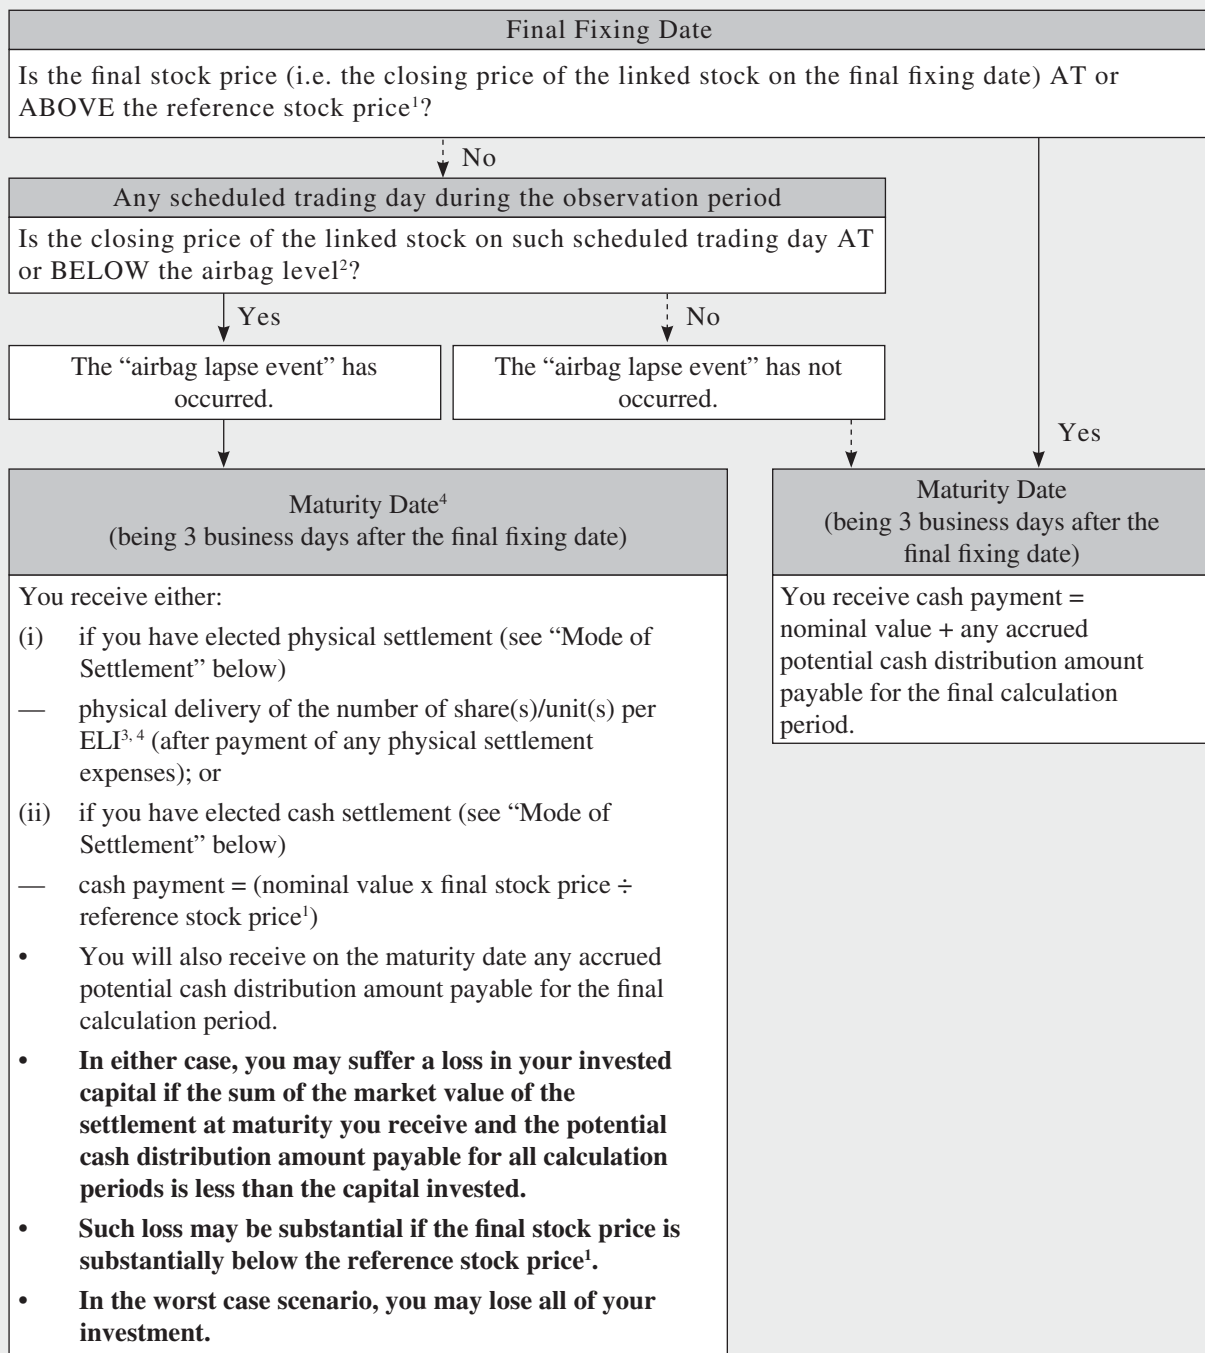 Final Fixing Date
Is the final stock price (i.e. the closing price of the linked stock on the final fixing date) AT or
ABOVE the reference stock price¹?
No
Any scheduled trading day during the observation period
Is the closing price of the linked stock on such scheduled trading day AT
or BELOW the airbag level²?
Yes
No
The “airbag lapse event” has
occurred.
The “airbag lapse event” has not
occurred.
Yes
Maturity Date⁴
(being 3 business days after the final fixing date)
You receive either:
(i) if you have elected physical settlement (see “Mode of
Settlement” below)
— physical delivery of the number of share(s)/unit(s) per
ELI³, ⁴ (after payment of any physical settlement
expenses); or
(ii) if you have elected cash settlement (see “Mode of
Settlement” below)
— cash payment = (nominal value x final stock price ÷
reference stock price¹)
• You will also receive on the maturity date any accrued
potential cash distribution amount payable for the final
calculation period.
• In either case, you may suffer a loss in your invested
capital if the sum of the market value of the
settlement at maturity you receive and the potential
cash distribution amount payable for all calculation
periods is less than the capital invested.
• Such loss may be substantial if the final stock price is
substantially below the reference stock price¹.
• In the worst case scenario, you may lose all of your
investment.
Maturity Date
(being 3 business days after the
final fixing date)
You receive cash payment =
nominal value + any accrued
potential cash distribution amount
payable for the final calculation
period.